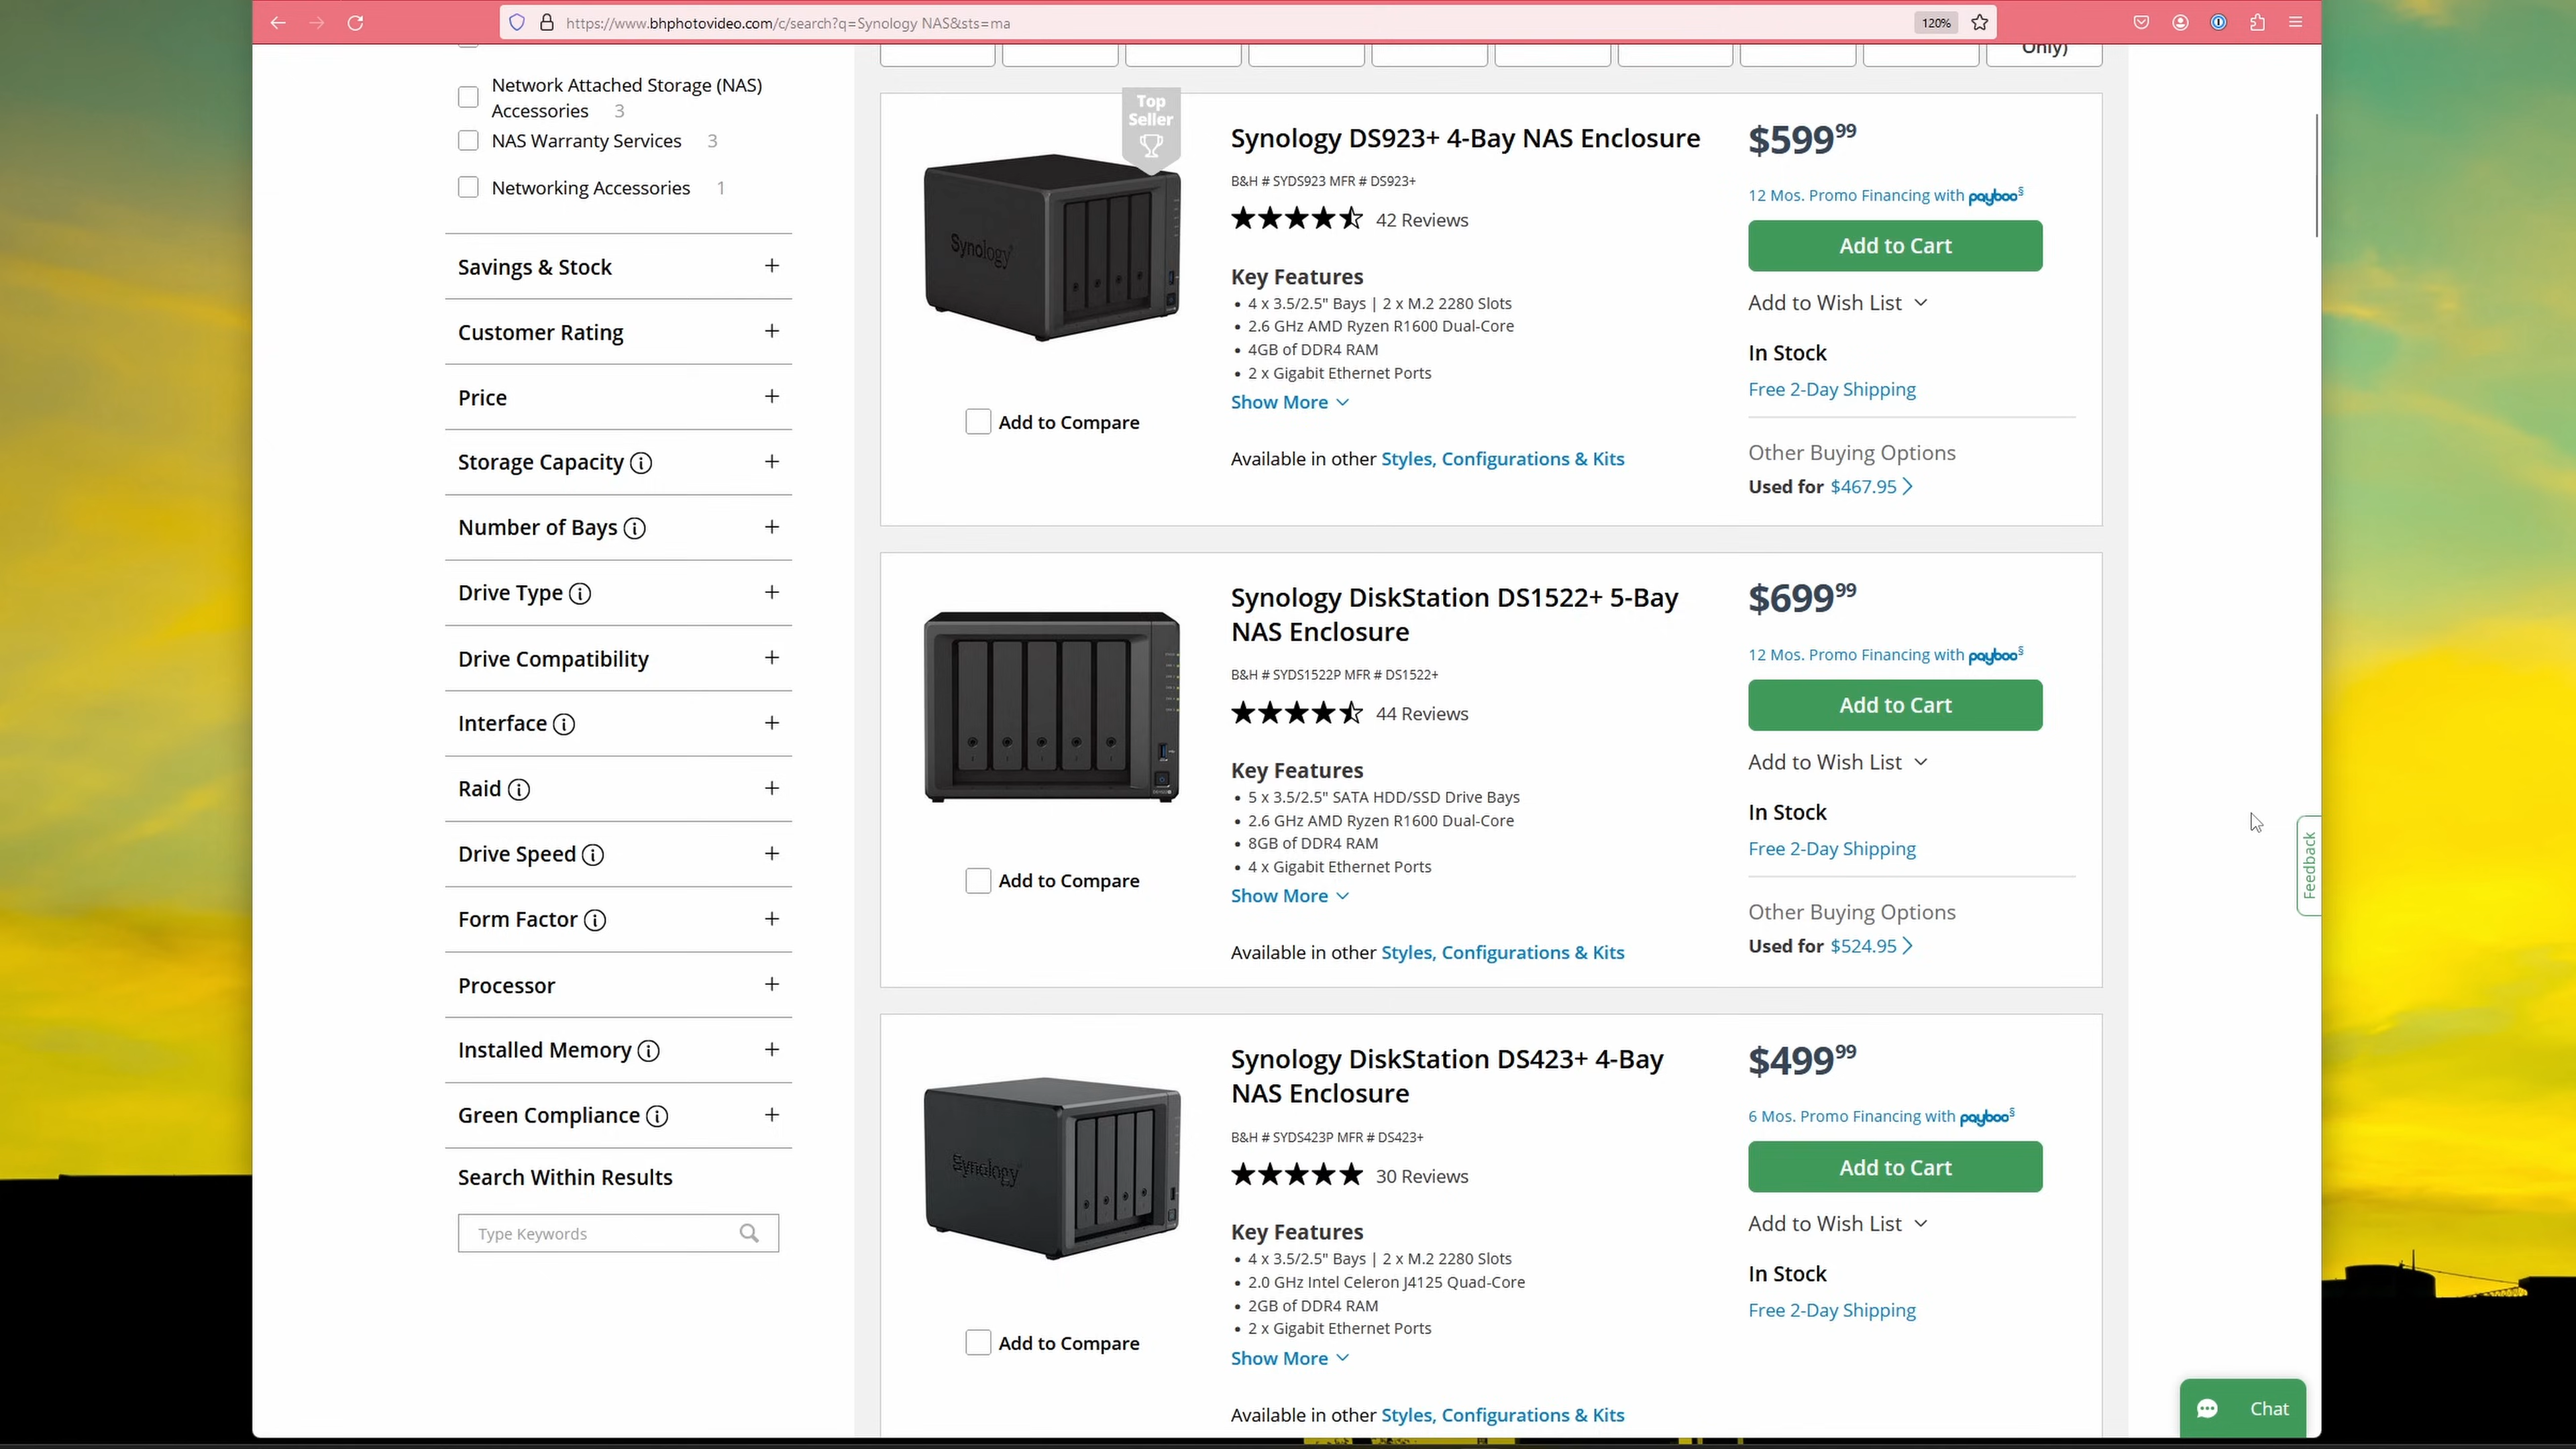 https://www.bhphotovideo.com/c/search?q=Synology NAS&sts=ma
120%
Network Attached Storage (NAS)
Accessories 3
NAS Warranty Services 3
Networking Accessories 1
Savings & Stock
Customer Rating
Price
Storage Capacity
Number of Bays
Drive Type
Drive Compatibility
Interface
Raid
Drive Speed
Form Factor
Processor
Installed Memory
Green Compliance
Search Within Results
Type Keywords
Only)
Top
Seller
Synology
Add to Compare
Synology DS923+ 4-Bay NAS Enclosure
B&H # SYDS923 MFR # DS923+
42 Reviews
Key Features
• 4 x 3.5/2.5" Bays | 2 x M.2 2280 Slots
• 2.6 GHz AMD Ryzen R1600 Dual-Core
• 4GB of DDR4 RAM
• 2 x Gigabit Ethernet Ports
Show More
Available in other Styles, Configurations & Kits
$599 99
12 Mos. Promo Financing with payboo§
Add to Cart
Add to Wish List
In Stock
Free 2-Day Shipping
Other Buying Options
Used for $467.95
Add to Compare
Synology DiskStation DS1522+ 5-Bay
NAS Enclosure
B&H # SYDS1522P MFR # DS1522+
44 Reviews
Key Features
• 5 x 3.5/2.5" SATA HDD/SSD Drive Bays
• 2.6 GHz AMD Ryzen R1600 Dual-Core
• 8GB of DDR4 RAM
• 4 x Gigabit Ethernet Ports
Show More
Available in other Styles, Configurations & Kits
$699 99
12 Mos. Promo Financing with payboo§
Add to Cart
Add to Wish List
In Stock
Free 2-Day Shipping
Other Buying Options
Used for $524.95
Synology
Add to Compare
Synology DiskStation DS423+ 4-Bay
NAS Enclosure
B&H # SYDS423P MFR # DS423+
30 Reviews
Key Features
• 4 x 3.5/2.5" Bays | 2 x M.2 2280 Slots
• 2.0 GHz Intel Celeron J4125 Quad-Core
• 2GB of DDR4 RAM
• 2 x Gigabit Ethernet Ports
Show More
Available in other Styles, Configurations & Kits
$499 99
6 Mos. Promo Financing with payboo§
Add to Cart
Add to Wish List
In Stock
Free 2-Day Shipping
Feedback
Chat